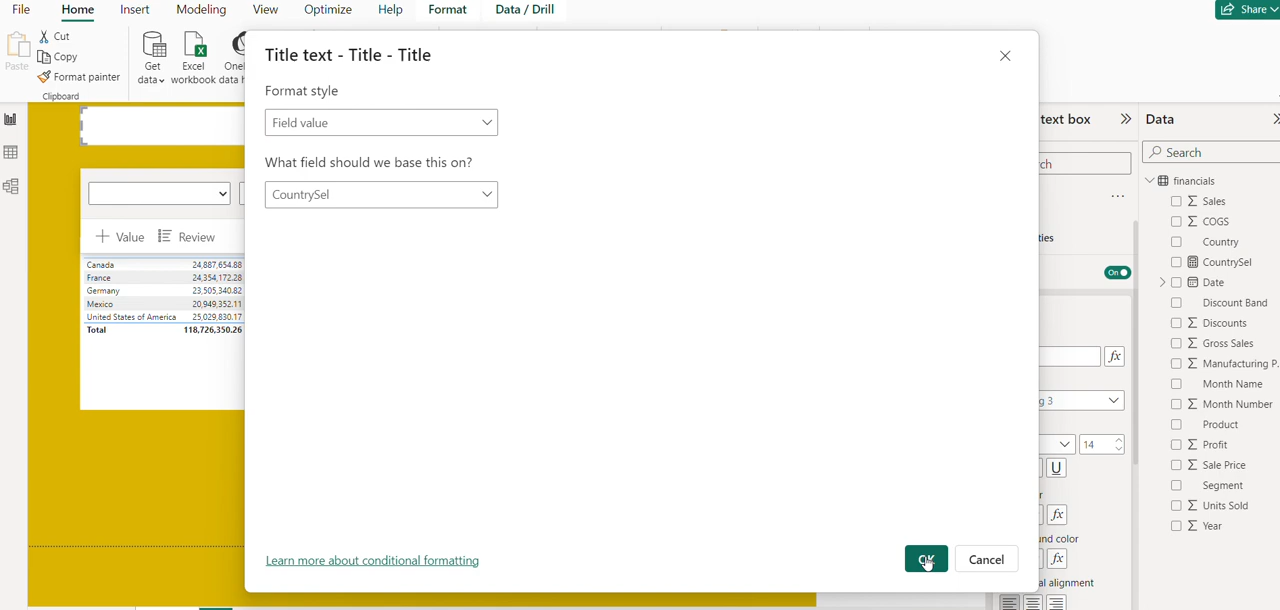 File Home Insert Modeling View Optimize Help Format Data / Drill Share
Paste
Cut
Copy
Format painter
Clipboard
Get data
Excel workbook
Title text - Title - Title
Format style
Field value
What field should we base this on?
CountrySel
Learn more about conditional formatting
OK Cancel
Value Review
Canada 24,887,654.88
France 24,354,172.28
Germany 23,505,340.82
Mexico 20,949,352.11
United States of America 25,029,830.17
Total 118,726,350.26
text box
On
fx
14
U
fx
fx
Data
Search
financials
Sales
COGS
Country
CountrySel
Date
Discount Band
Discounts
Gross Sales
Manufacturing P.
Month Name
Month Number
Product
Profit
Sale Price
Segment
Units Sold
Year